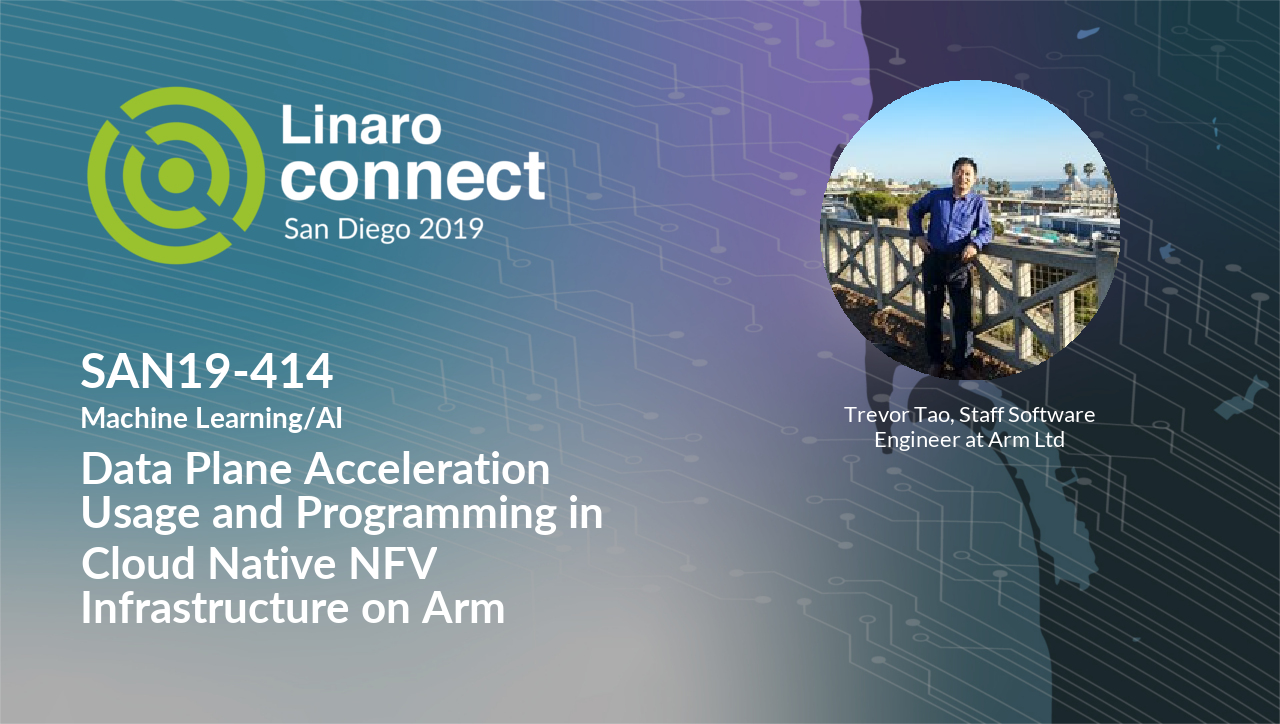 Linaro
connect
San Diego 2019
SAN19-414
Machine Learning/AI
Data Plane Acceleration
Usage and Programming in
Cloud Native NFV
Infrastructure on Arm
Trevor Tao, Staff Software
Engineer at Arm Ltd